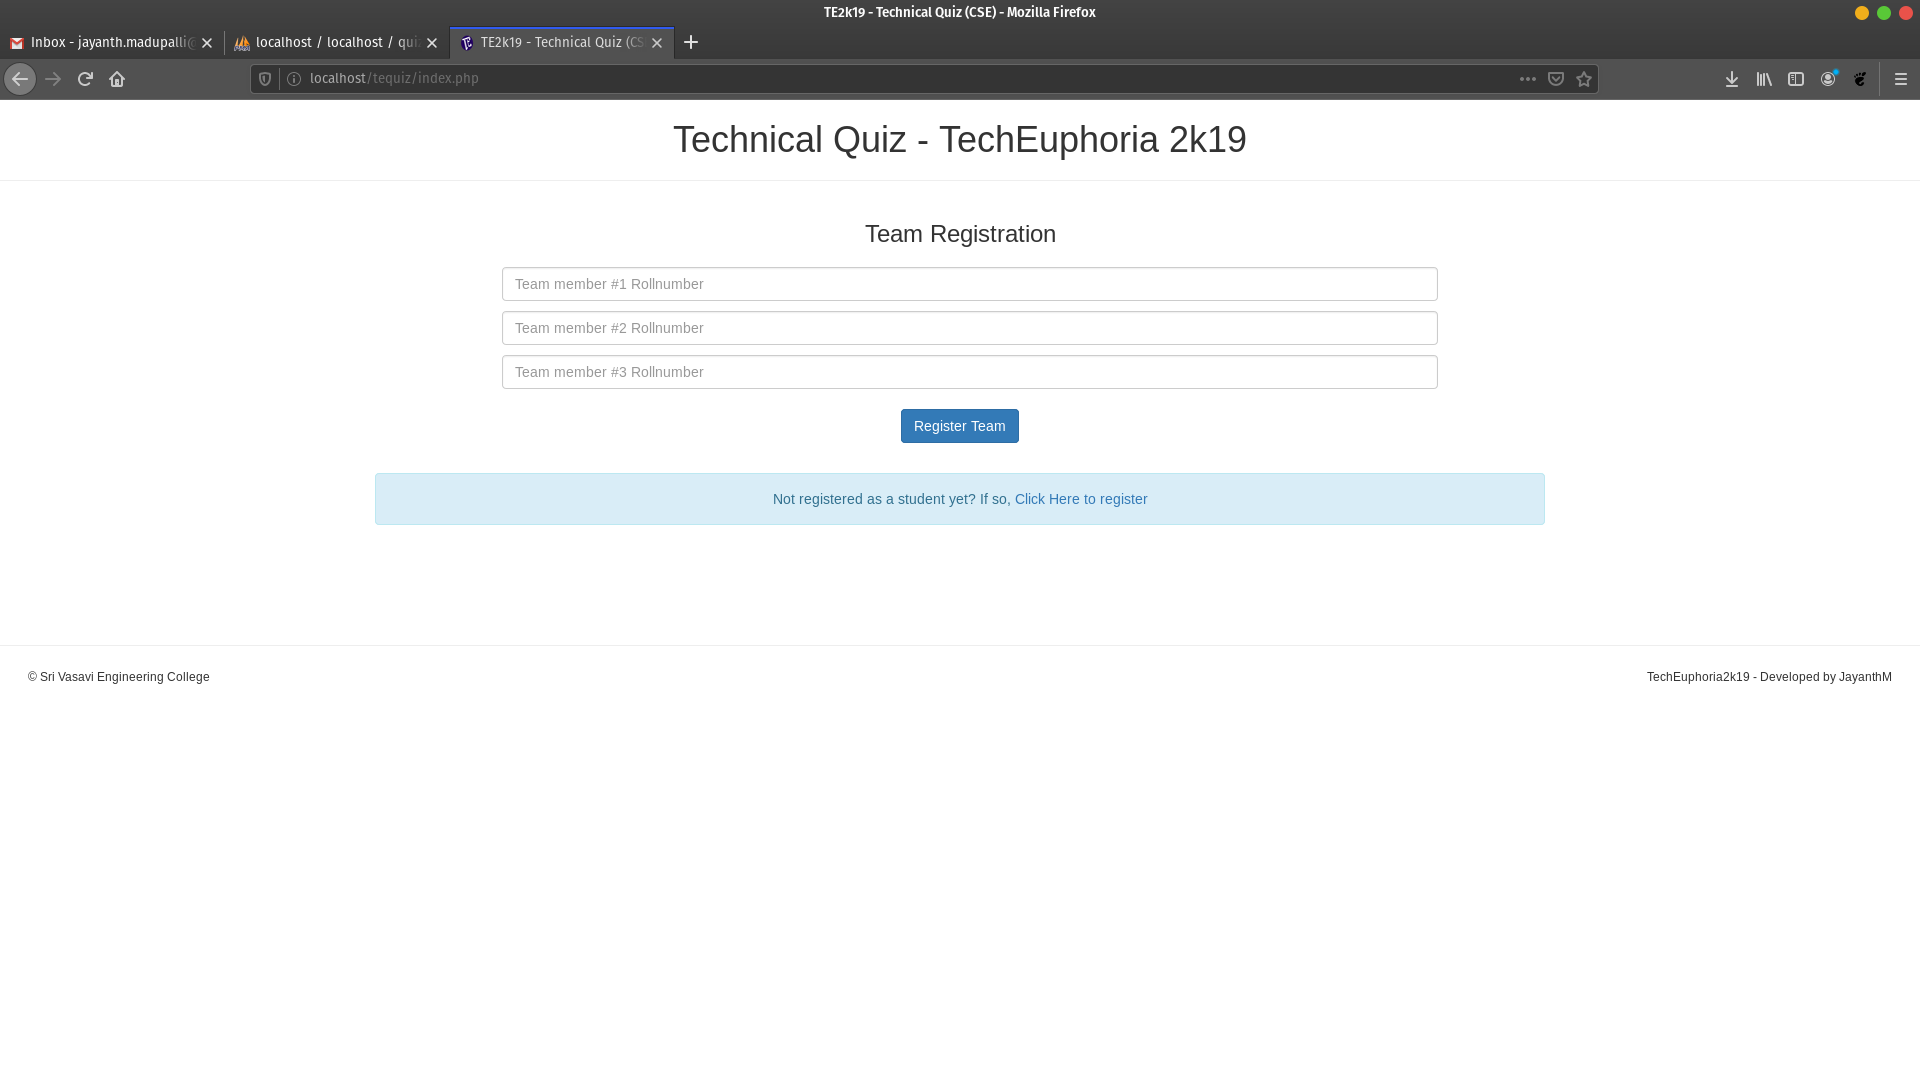 TE2k19 - Technical Quiz (CSE) - Mozilla Firefox
Inbox - jayanth.madupalli@
localhost / localhost / qui
TE2k19 - Technical Quiz (CS
localhost/tequiz/index.php
Technical Quiz - TechEuphoria 2k19
Team Registration
Team member #1 Rollnumber
Team member #2 Rollnumber
Team member #3 Rollnumber
Register Team
Not registered as a student yet? If so, Click Here to register
© Sri Vasavi Engineering College
TechEuphoria2k19 - Developed by JayanthM